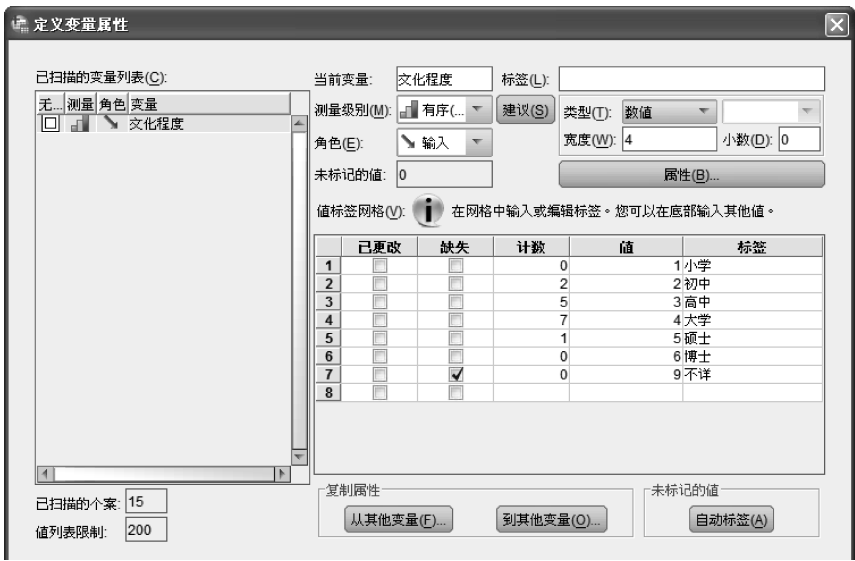 定义变量属性
已扫描的变量列表(C):
无... 测量 角色 变量
文化程度
已扫描的个案: 15
值列表限制: 200
当前变量: 文化程度 标签(L):
测量级别(M): 有序(... 建议(S) 类型(T): 数值
角色(E): 输入 宽度(W): 4 小数(D): 0
未标记的值: 0 属性(B)...
值标签网格(V): 在网格中输入或编辑标签。您可以在底部输入其他值。
已更改 缺失 计数 值 标签
1 0 1 小学
2 2 2 初中
3 5 3 高中
4 7 4 大学
5 1 5 硕士
6 0 6 博士
7 0 9 不详
8
复制属性 未标记的值
从其他变量(F)... 到其他变量(O)... 自动标签(A)